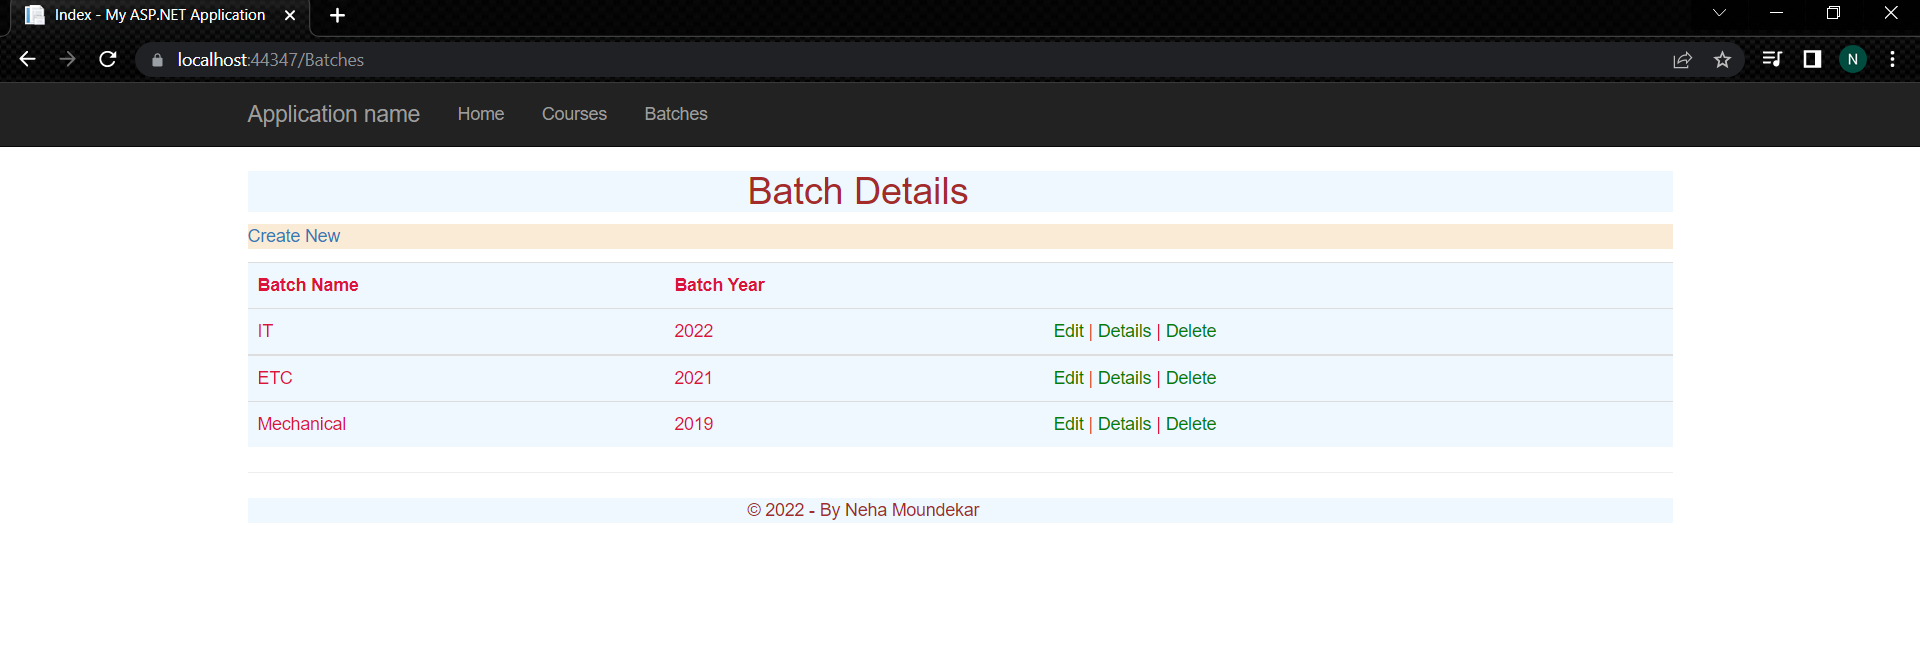 Index - My ASP.NET Application
localhost:44347/Batches
N
Application name Home Courses Batches
Batch Details
Create New
Batch Name Batch Year
IT 2022 Edit | Details | Delete
ETC 2021 Edit | Details | Delete
Mechanical 2019 Edit | Details | Delete
© 2022 - By Neha Moundekar